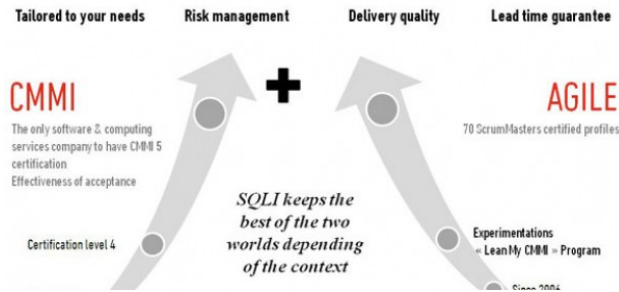 Tailored to your needs
Risk management
Delivery quality
Lead time guarantee
CMMI
The only software & computing
services company to have CMMI 5
certification
Effectiveness of acceptance
Certification level 4
SQLI keeps the
best of the two
worlds depending
of the context
AGILE
70 ScrumMasters certified profiles
Experimentations
« Lean My CMMI » Program
Since 2006